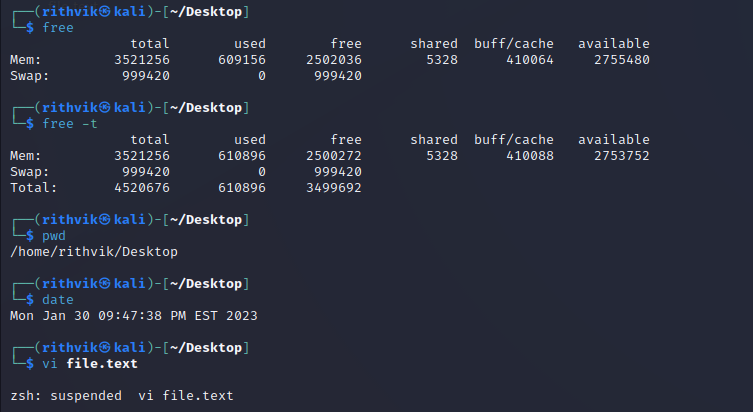 ┌──(rithvik㉿kali)-[~/Desktop]
└─$ free
               total        used        free      shared  buff/cache   available
Mem:         3521256      609156     2502036        5328      410064     2755480
Swap:         999420           0      999420
┌──(rithvik㉿kali)-[~/Desktop]
└─$ free -t
               total        used        free      shared  buff/cache   available
Mem:         3521256      610896     2500272        5328      410088     2753752
Swap:         999420           0      999420
Total:       4520676      610896     3499692
┌──(rithvik㉿kali)-[~/Desktop]
└─$ pwd
/home/rithvik/Desktop
┌──(rithvik㉿kali)-[~/Desktop]
└─$ date
Mon Jan 30 09:47:38 PM EST 2023
┌──(rithvik㉿kali)-[~/Desktop]
└─$ vi file.text
zsh: suspended  vi file.text